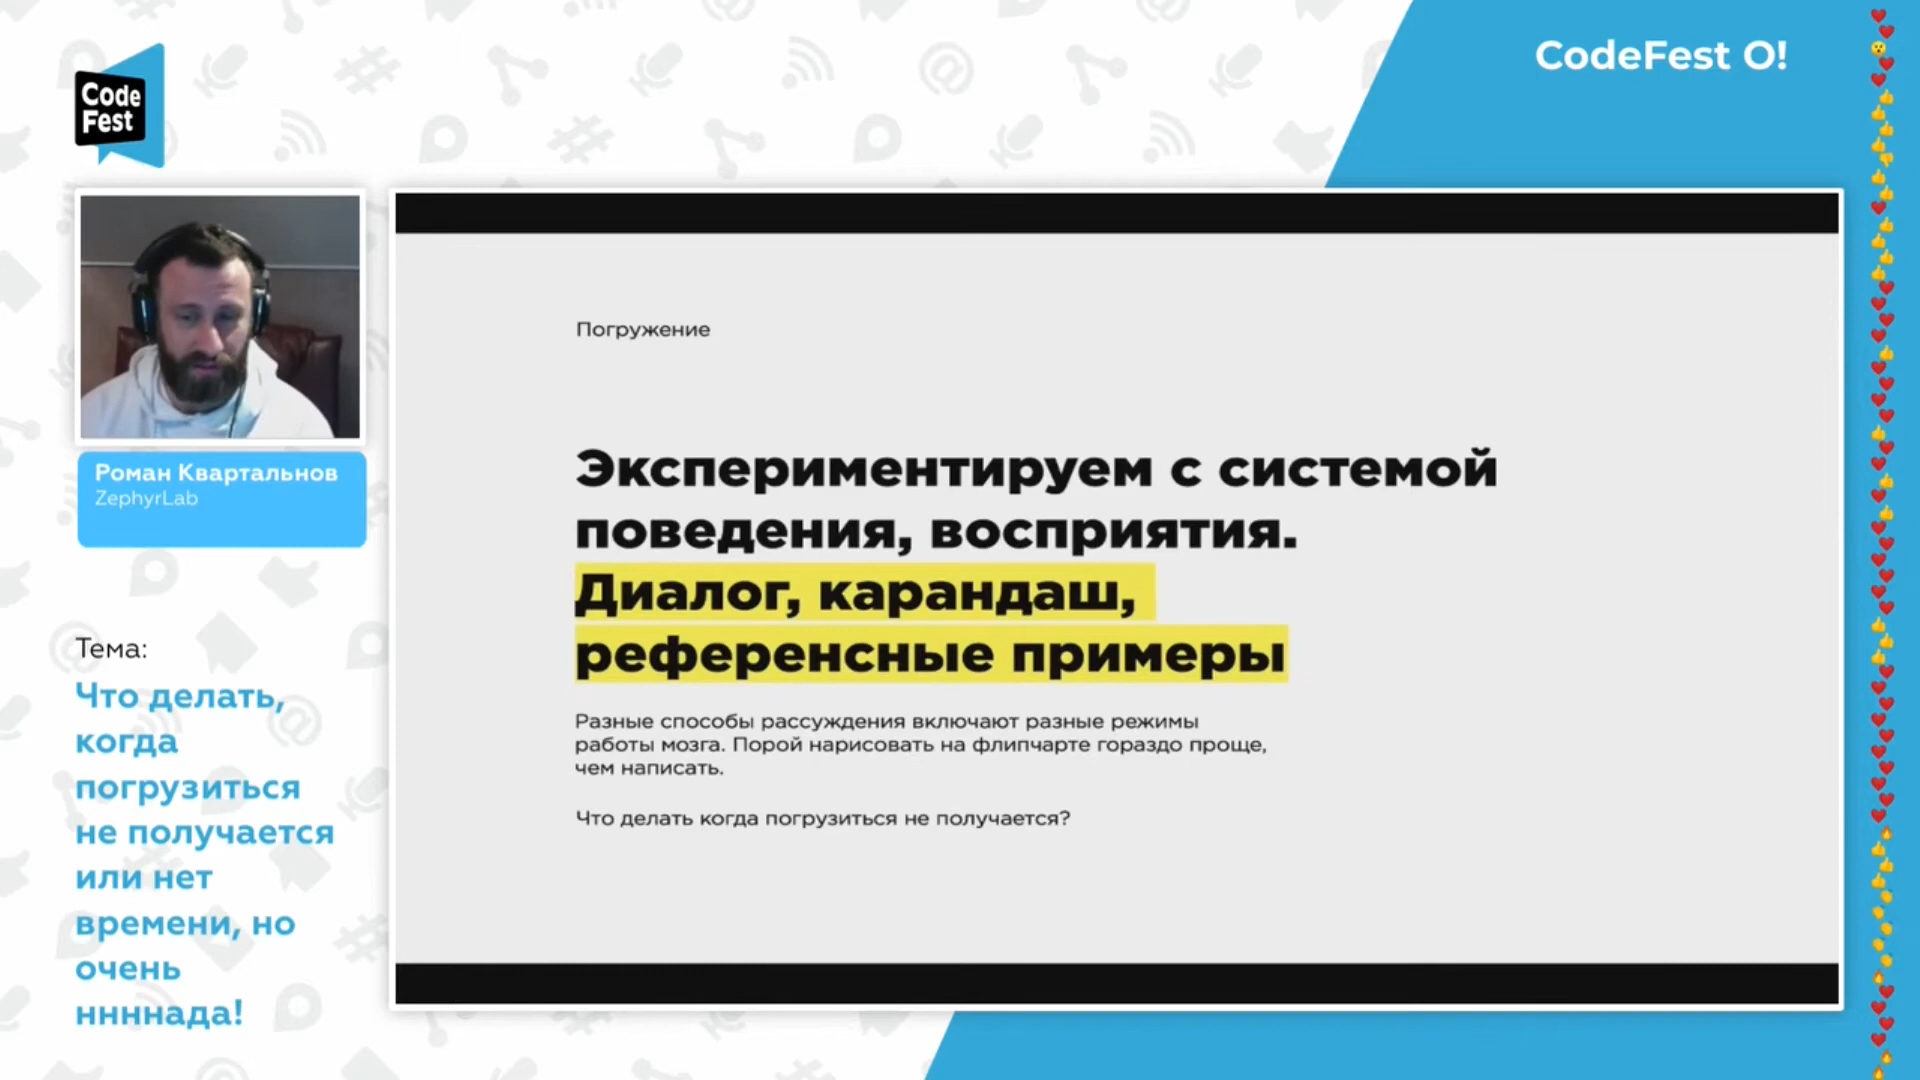 Code
Fest
CodeFest О!
Роман Квартальнов
ZephyrLab
Тема:
Что делать,
когда
погрузиться
не получается
или нет
времени, но
очень
ннннада!
Погружение
Экспериментируем с системой
поведения, восприятия.
Диалог, карандаш,
референсные примеры
Разные способы рассуждения включают разные режимы
работы мозга. Порой нарисовать на флипчарте гораздо проще,
чем написать.
Что делать когда погрузиться не получается?